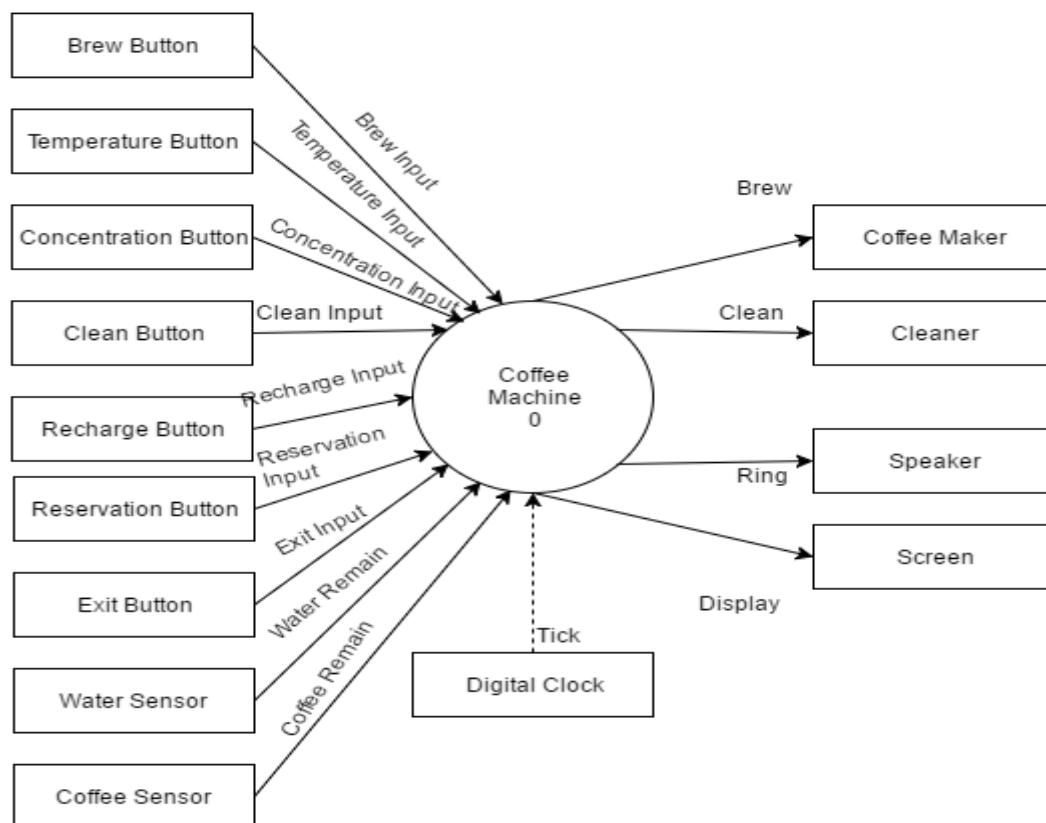 Brew Button
Temperature Button
Concentration Button
Clean Button
Recharge Button
Reservation Button
Exit Button
Water Sensor
Coffee Sensor
Brew Input
Temperature Input
Concentration Input
Clean Input
Recharge Input
Reservation
Input
Exit Input
Water Remain
Coffee Remain
Coffee
Machine
0
Tick
Digital Clock
Brew
Clean
Ring
Display
Coffee Maker
Cleaner
Speaker
Screen